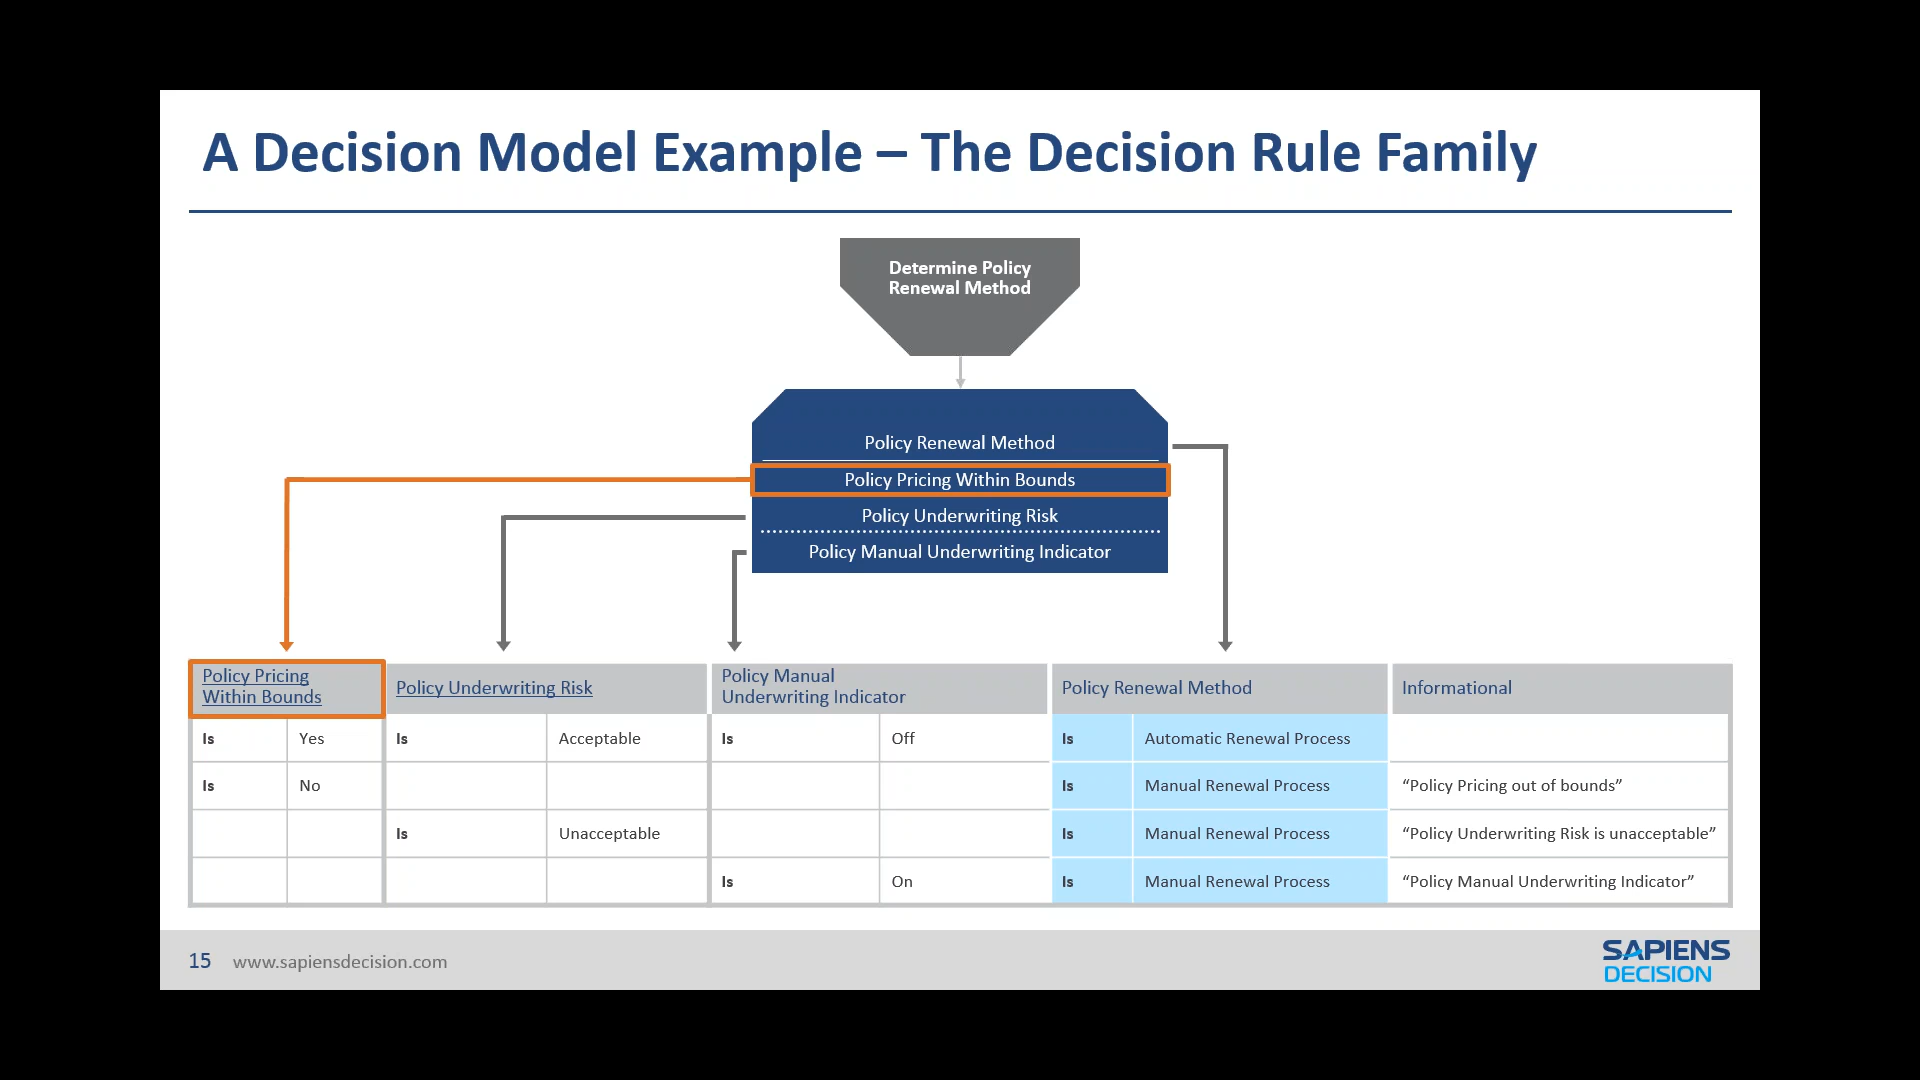 A Decision Model Example – The Decision Rule Family
Determine Policy
Renewal Method
Policy Renewal Method
Policy Pricing Within Bounds
Policy Underwriting Risk
Policy Manual Underwriting Indicator
Policy Pricing
Within Bounds
Policy Underwriting Risk
Policy Manual
Underwriting Indicator
Policy Renewal Method
Informational
Is Yes Is Acceptable Is Off Is Automatic Renewal Process
Is No Is Manual Renewal Process “Policy Pricing out of bounds”
Is Unacceptable Is Manual Renewal Process “Policy Underwriting Risk is unacceptable”
Is On Is Manual Renewal Process “Policy Manual Underwriting Indicator”
15 www.sapiensdecision.com
SAPIENS
DECISION